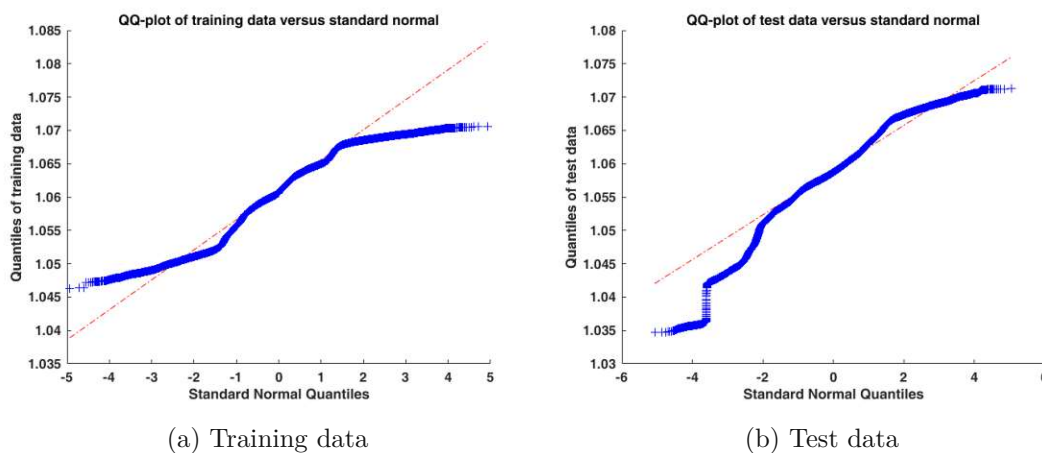 QQ-plot of training data versus standard normal
1.085
1.08
1.075
1.07
1.065
1.06
1.055
1.05
1.045
1.04
1.035
Quantiles of training data
-5 -4 -3 -2 -1 0 1 2 3 4 5
Standard Normal Quantiles
(a) Training data
QQ-plot of test data versus standard normal
1.08
1.075
1.07
1.065
1.06
1.055
1.05
1.045
1.04
1.035
1.03
Quantiles of test data
-6 -4 -2 0 2 4 6
Standard Normal Quantiles
(b) Test data